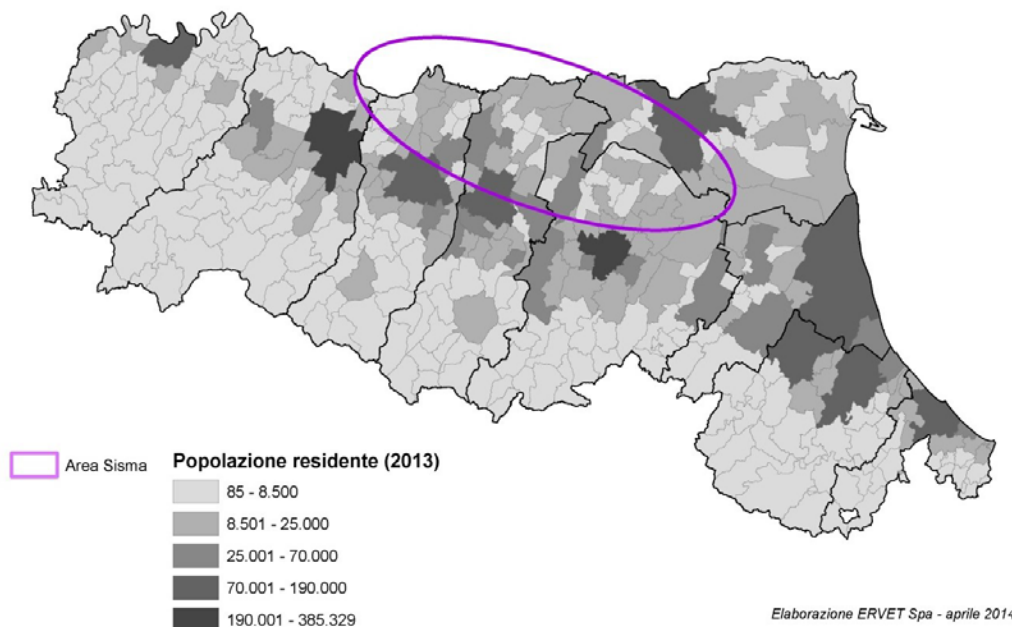 Area Sisma
Popolazione residente (2013)
85 - 8.500
8.501 - 25.000
25.001 - 70.000
70.001 - 190.000
190.001 - 385.329
Elaborazione ERVET Spa - aprile 2014